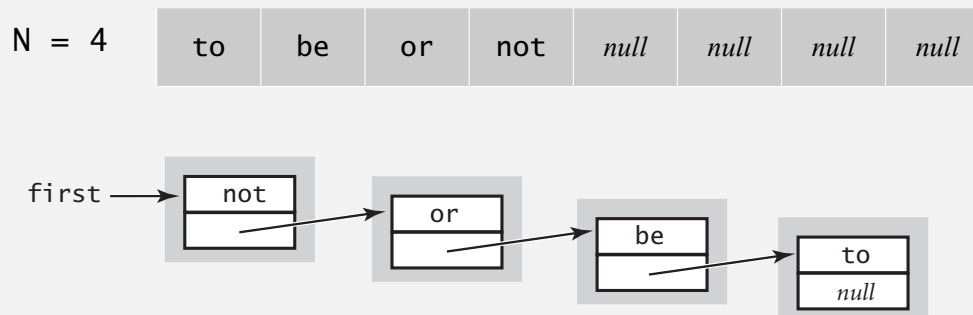 N = 4 to be or not null null null null
first not
or
be
to
null